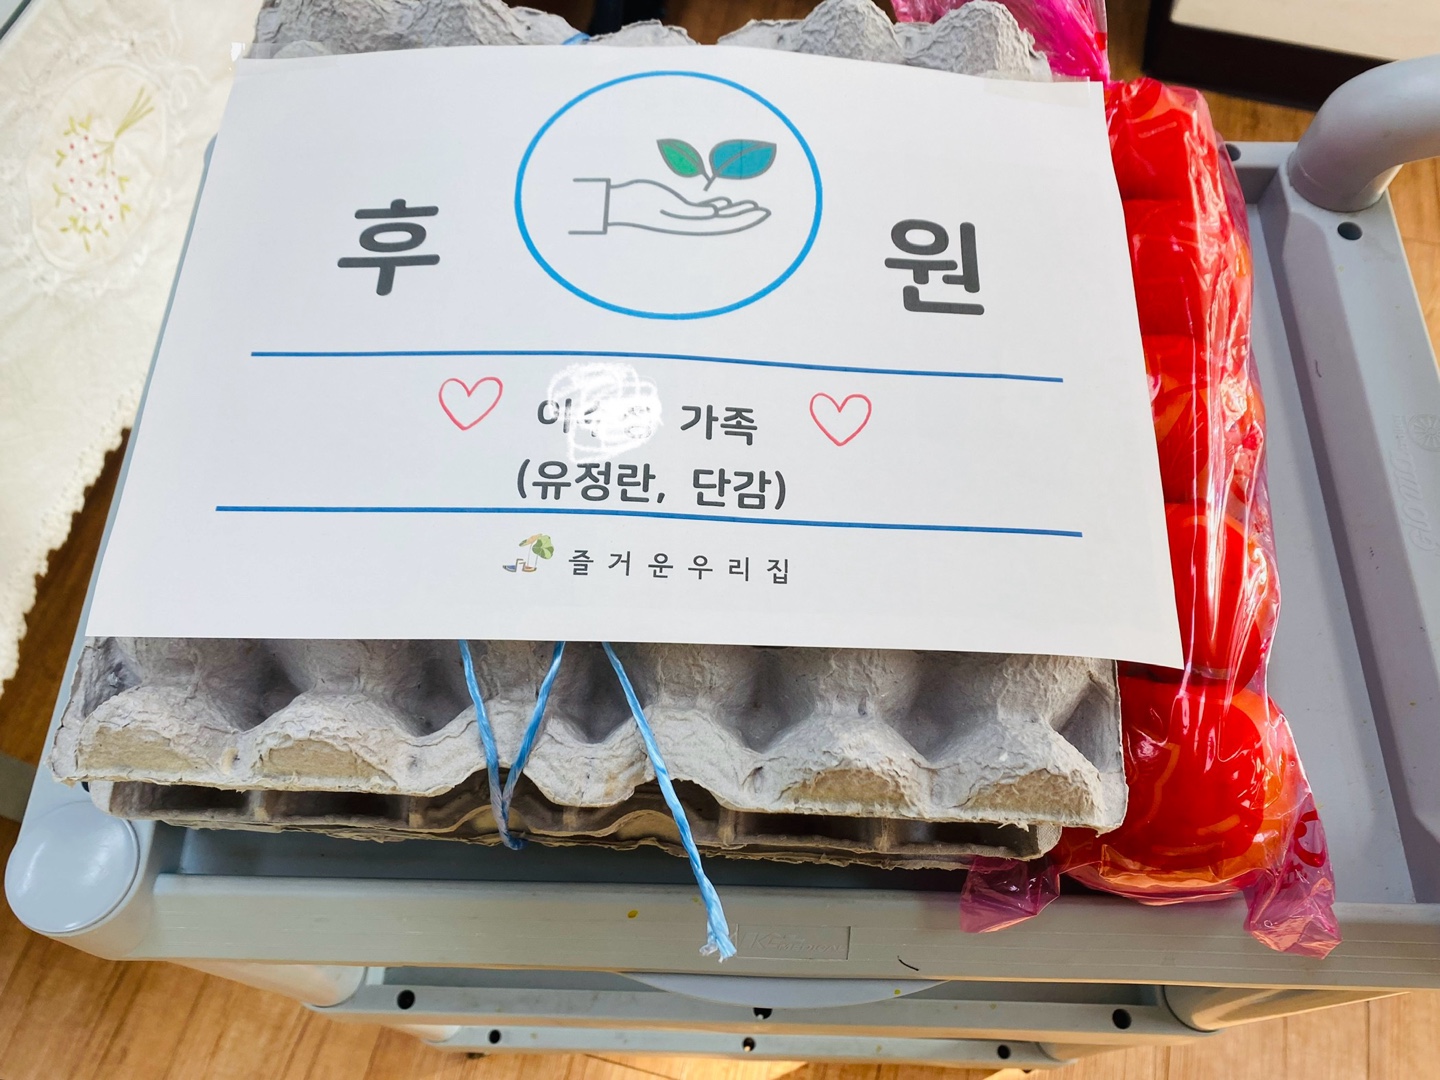 후 원
가족
(유정란, 단감)
즐거운우리집